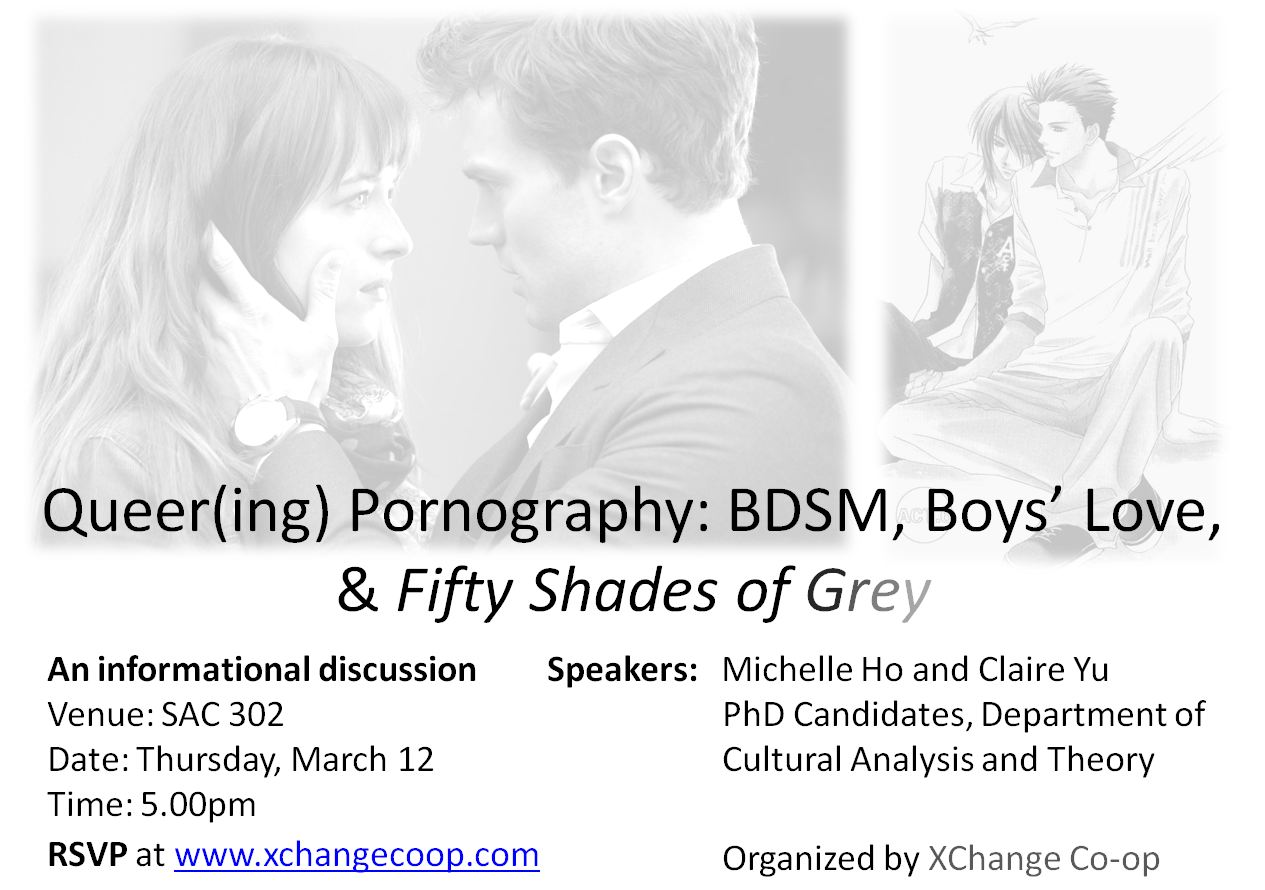 Queer(ing) Pornography: BDSM, Boys’ Love,
& Fifty Shades of Grey
An informational discussion
Venue: SAC 302
Date: Thursday, March 12
Time: 5.00pm
RSVP at www.xchangecoop.com
Speakers: Michelle Ho and Claire Yu
PhD Candidates, Department of
Cultural Analysis and Theory
Organized by XChange Co-op